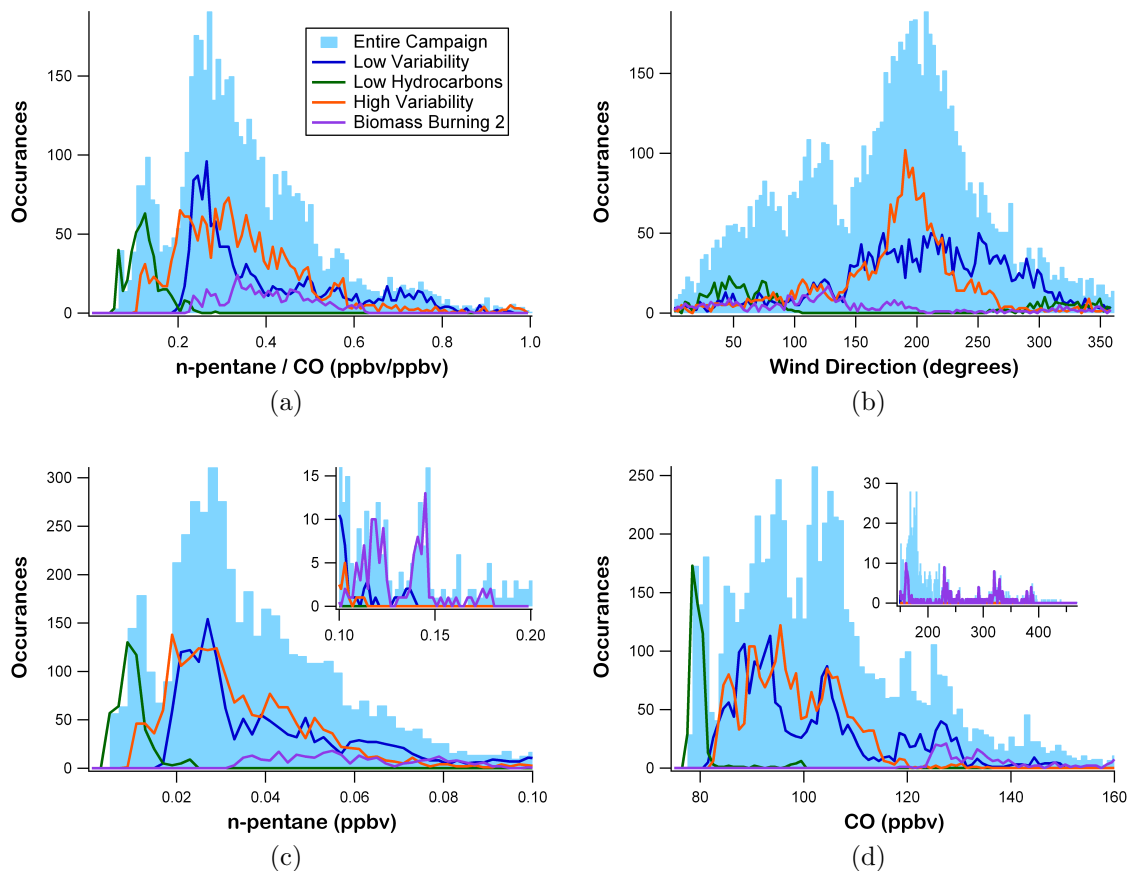 Occurances
150
100
50
0
0.2 0.4 0.6 0.8 1.0
n-pentane / CO (ppbv/ppbv)
Entire Campaign
Low Variability
Low Hydrocarbons
High Variability
Biomass Burning 2
(a)
Occurances
150
100
50
0
50 100 150 200 250 300 350
Wind Direction (degrees)
(b)
Occurances
300
250
200
150
100
50
0
0.02 0.04 0.06 0.08 0.10
n-pentane (ppbv)
15
10
5
0
0.10 0.15 0.20
(c)
Occurances
250
200
150
100
50
0
80 100 120 140 160
CO (ppbv)
30
20
10
0
200 300 400
(d)